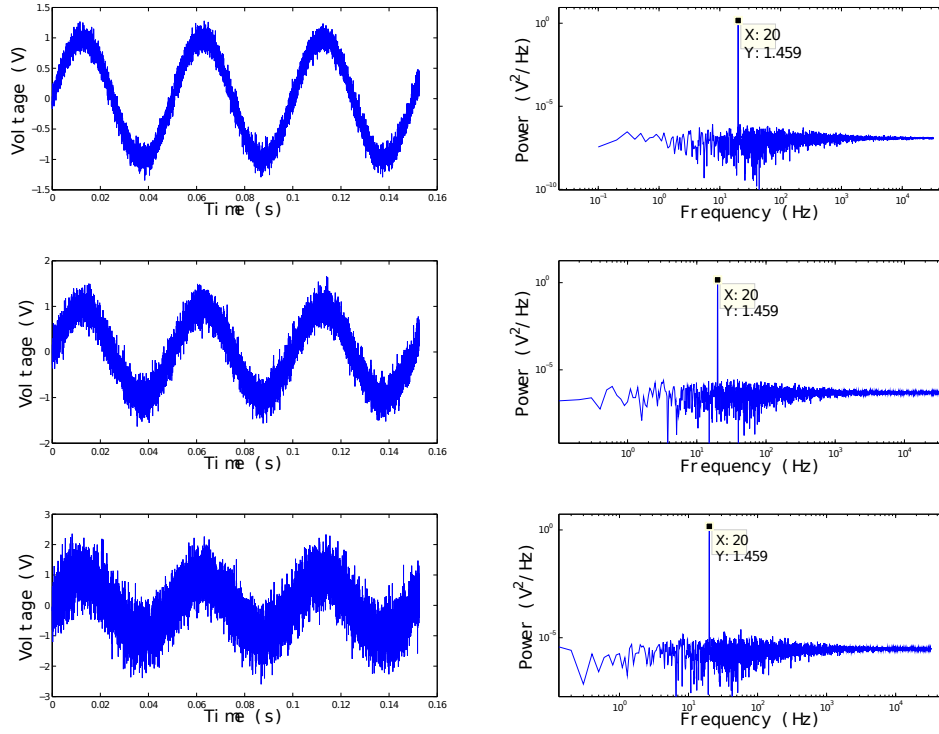 Voltage (V)
1.5
1
0.5
0
−0.5
−1
−1.5
0 0.02 0.04 0.06 0.08 0.1 0.12 0.14 0.16
Time (s)
Power (V²/Hz)
10⁰
10⁻⁵
10⁻¹⁰
X: 20
Y: 1.459
10⁻¹ 10⁰ 10¹ 10² 10³ 10⁴
Frequency (Hz)
Voltage (V)
2
1
0
−1
−2
0 0.02 0.04 0.06 0.08 0.1 0.12 0.14 0.16
Time (s)
Power (V²/Hz)
10⁰
10⁻⁵
X: 20
Y: 1.459
10⁰ 10¹ 10² 10³ 10⁴
Frequency (Hz)
Voltage (V)
3
2
1
0
−1
−2
−3
0 0.02 0.04 0.06 0.08 0.1 0.12 0.14 0.16
Time (s)
Power (V²/Hz)
10⁰
10⁻⁵
X: 20
Y: 1.459
10⁰ 10¹ 10² 10³ 10⁴
Frequency (Hz)